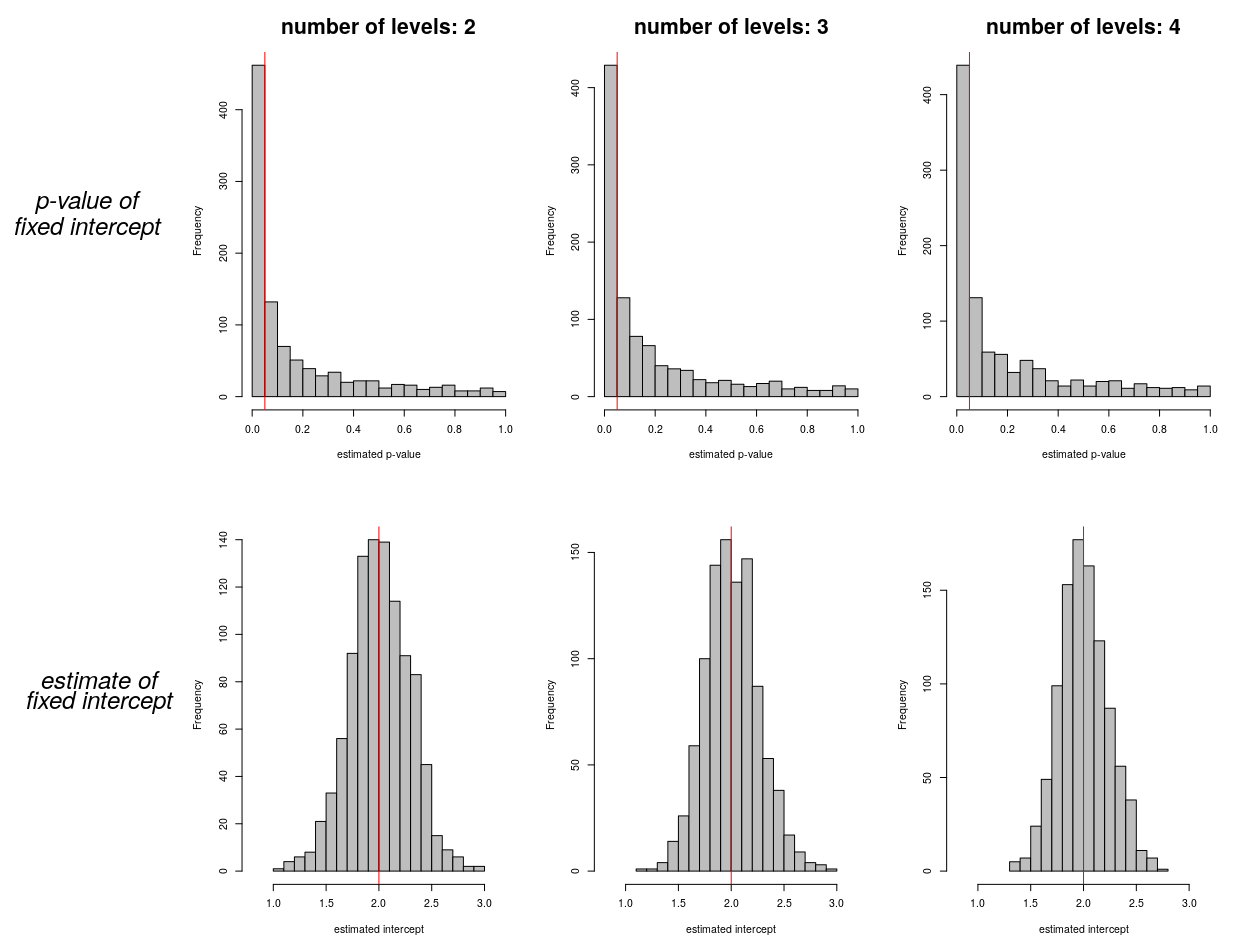 number of levels: 2
number of levels: 3
number of levels: 4
p-value of
fixed intercept
Frequency
0
100
200
300
400
0.0 0.2 0.4 0.6 0.8 1.0
estimated p-value
Frequency
0
100
200
300
400
0.0 0.2 0.4 0.6 0.8 1.0
estimated p-value
Frequency
0
100
200
300
400
0.0 0.2 0.4 0.6 0.8 1.0
estimated p-value
estimate of
fixed intercept
Frequency
0
20
40
60
80
100
120
140
1.0 1.5 2.0 2.5 3.0
estimated intercept
Frequency
0
50
100
150
1.0 1.5 2.0 2.5 3.0
estimated intercept
Frequency
0
50
100
150
1.0 1.5 2.0 2.5 3.0
estimated intercept